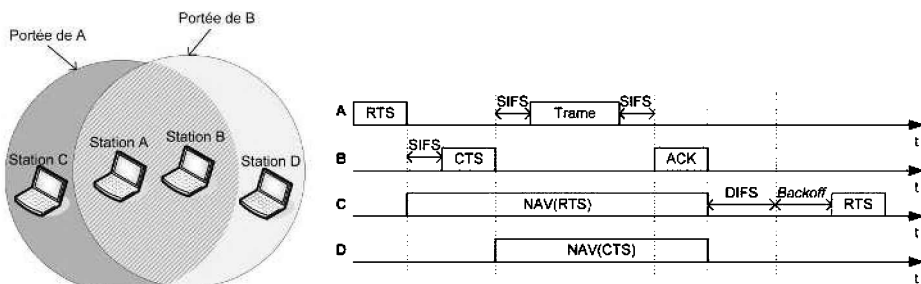 Portée de B
Portée de A
Station A
Station B
Station C
Station D
A
RTS
SIFS
Trame
SIFS
t
B
SIFS
CTS
ACK
t
C
NAV(RTS)
DIFS
Backoff
RTS
t
D
NAV(CTS)
t